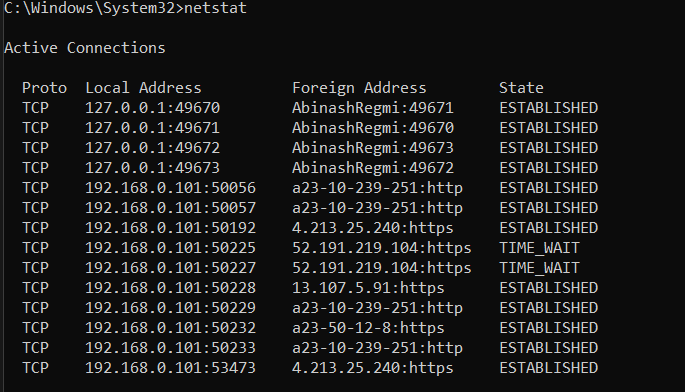 C:\Windows\System32>netstat
Active Connections
Proto  Local Address          Foreign Address        State
TCP    127.0.0.1:49670        AbinashRegmi:49671     ESTABLISHED
TCP    127.0.0.1:49671        AbinashRegmi:49670     ESTABLISHED
TCP    127.0.0.1:49672        AbinashRegmi:49673     ESTABLISHED
TCP    127.0.0.1:49673        AbinashRegmi:49672     ESTABLISHED
TCP    192.168.0.101:50056    a23-10-239-251:http    ESTABLISHED
TCP    192.168.0.101:50057    a23-10-239-251:http    ESTABLISHED
TCP    192.168.0.101:50192    4.213.25.240:https     ESTABLISHED
TCP    192.168.0.101:50225    52.191.219.104:https   TIME_WAIT
TCP    192.168.0.101:50227    52.191.219.104:https   TIME_WAIT
TCP    192.168.0.101:50228    13.107.5.91:https      ESTABLISHED
TCP    192.168.0.101:50229    a23-10-239-251:http    ESTABLISHED
TCP    192.168.0.101:50232    a23-50-12-8:https      ESTABLISHED
TCP    192.168.0.101:50233    a23-10-239-251:http    ESTABLISHED
TCP    192.168.0.101:53473    4.213.25.240:https     ESTABLISHED